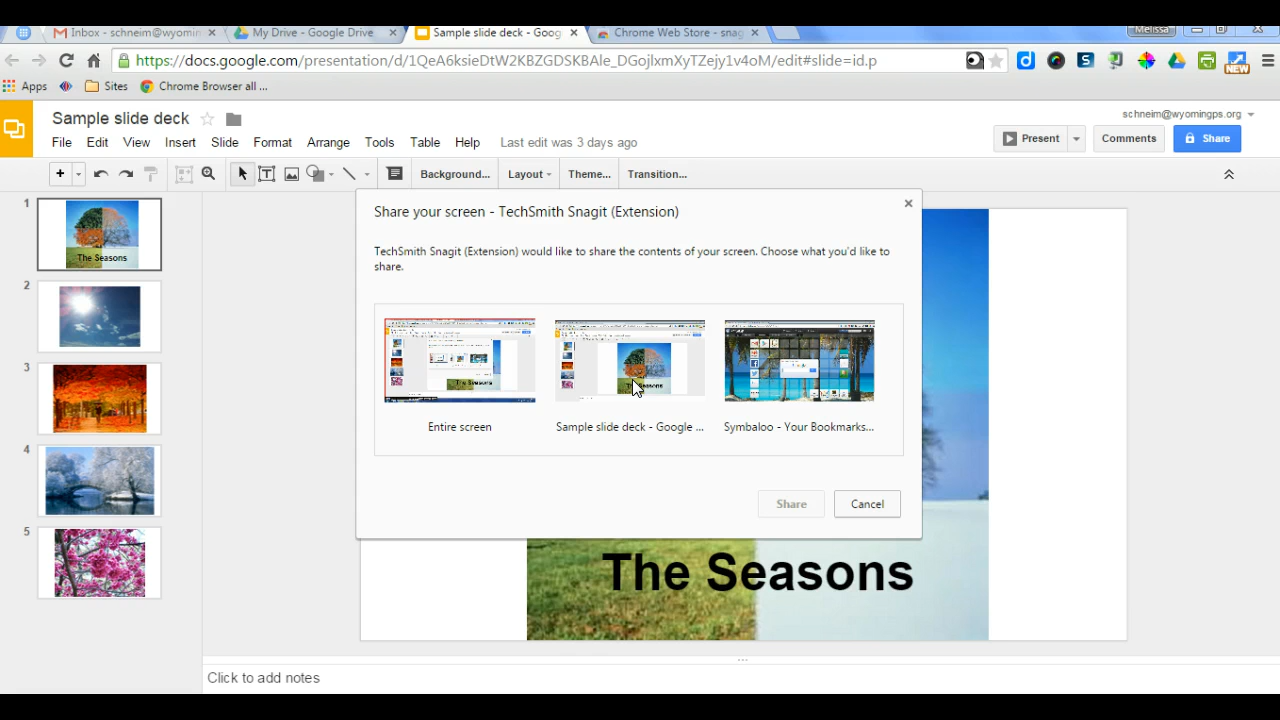 Inbox - schneim@wyomin
My Drive - Google Drive
Sample slide deck - Goog
Chrome Web Store - snag
Melissa
https://docs.google.com/presentation/d/1QeA6ksieDtW2KBZGDSKBAle_DGojlxmXyTZejy1v4oM/edit#slide=id.p
NEW
Apps
Sites
Chrome Browser all ...
Sample slide deck
schneim@wyomingps.org
File Edit View Insert Slide Format Arrange Tools Table Help Last edit was 3 days ago
Present
Comments
Share
Background...
Layout
Theme...
Transition...
1
The Seasons
2
3
4
5
Share your screen - TechSmith Snagit (Extension)
TechSmith Snagit (Extension) would like to share the contents of your screen. Choose what you'd like to
share.
The Seasons
The Seasons
Entire screen
Sample slide deck - Google ...
Symbaloo - Your Bookmarks...
Share
Cancel
The Seasons
Click to add notes